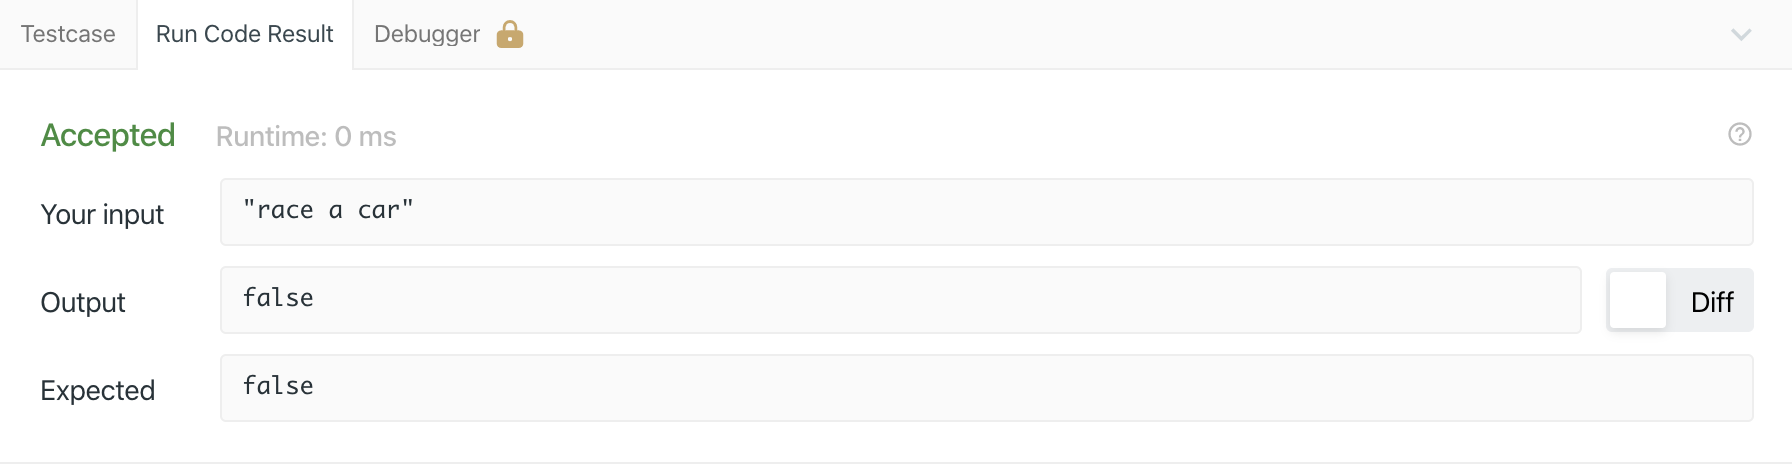 Testcase Run Code Result Debugger
Accepted Runtime: 0 ms
Your input "race a car"
Output false Diff
Expected false